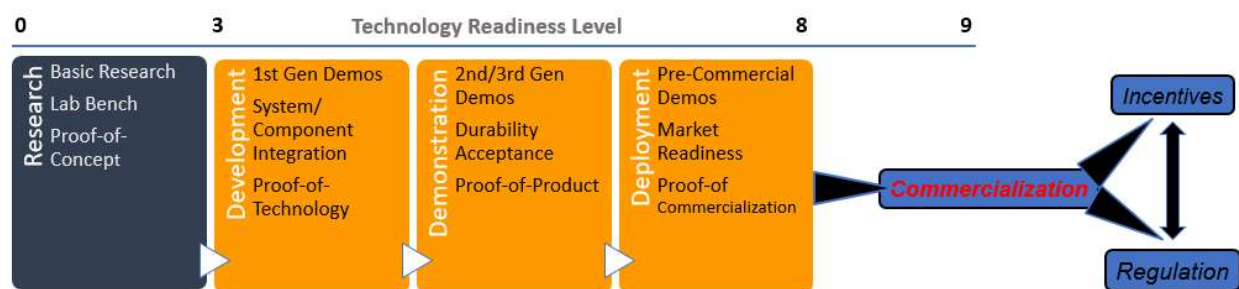 0 3 Technology Readiness Level 8 9
Research
Basic Research
Lab Bench
Proof-of-
Concept
Development
1st Gen Demos
System/
Component
Integration
Proof-of-
Technology
Demonstration
2nd/3rd Gen
Demos
Durability
Acceptance
Proof-of-Product
Deployment
Pre-Commercial
Demos
Market
Readiness
Proof-of
Commercialization
Commercialization
Incentives
Regulation